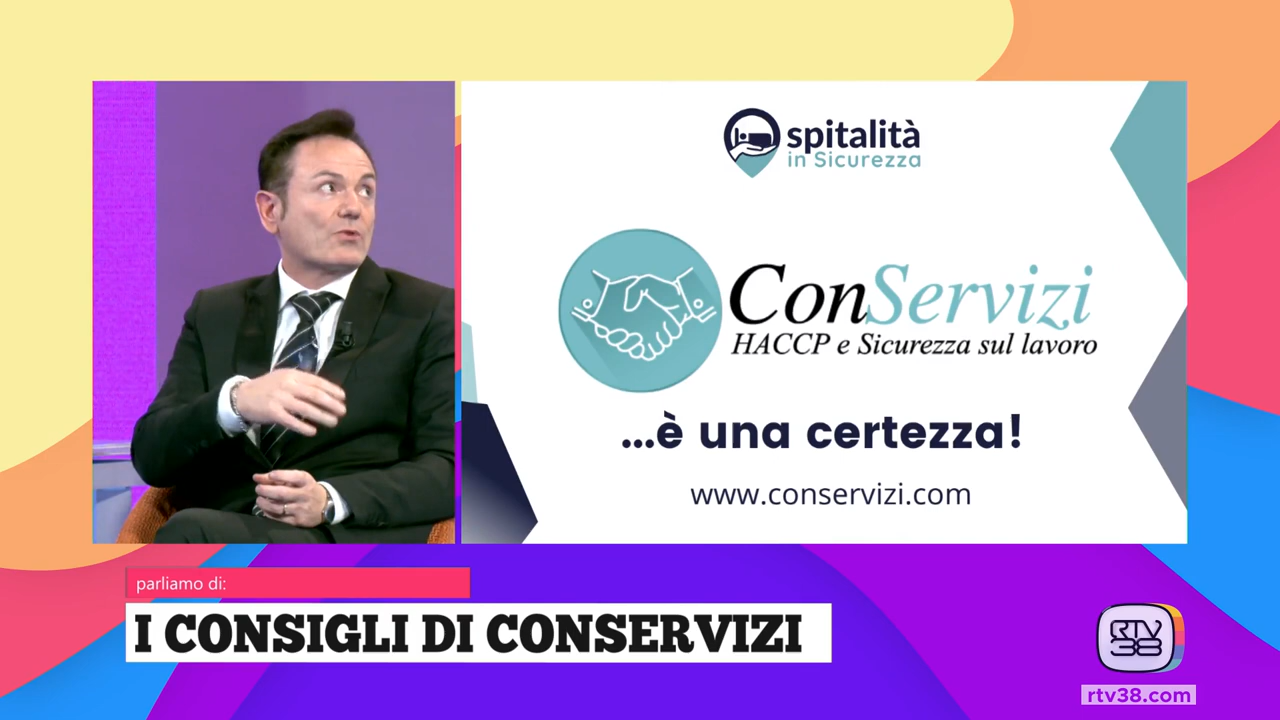 spitalità
in Sicurezza
ConServizi
HACCP e Sicurezza sul lavoro
...è una certezza!
www.conservizi.com
parliamo di:
I CONSIGLI DI CONSERVIZI
RTV
38
rtv38.com